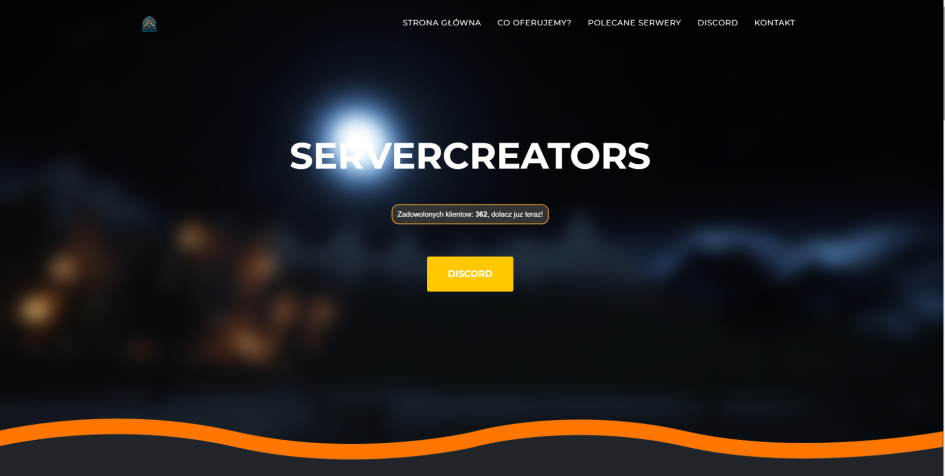 STRONA GŁÓWNA CO OFERUJEMY? POLECANE SERWERY DISCORD KONTAKT
SERVERCREATORS
Zadowolonych klientow: 362, dolacz juz teraz!
DISCORD